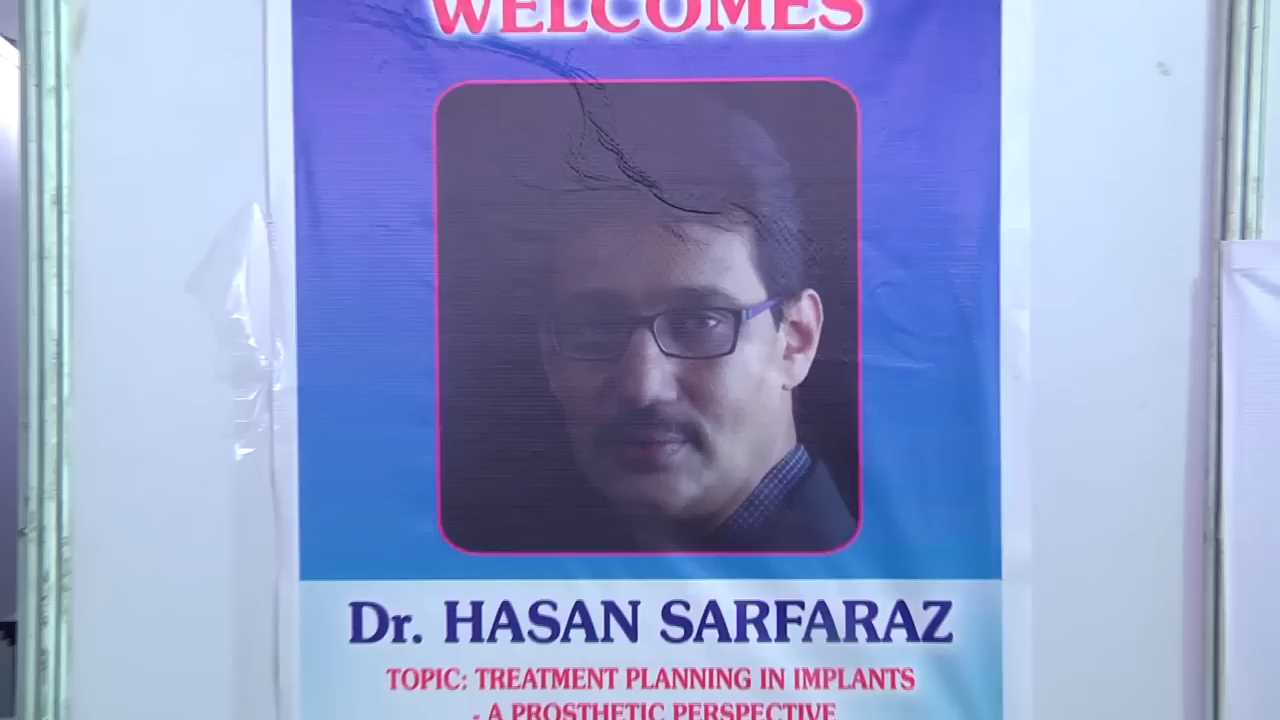 WELCOMES
Dr. HASAN SARFARAZ
TOPIC: TREATMENT PLANNING IN IMPLANTS
- A PROSTHETIC PERSPECTIVE